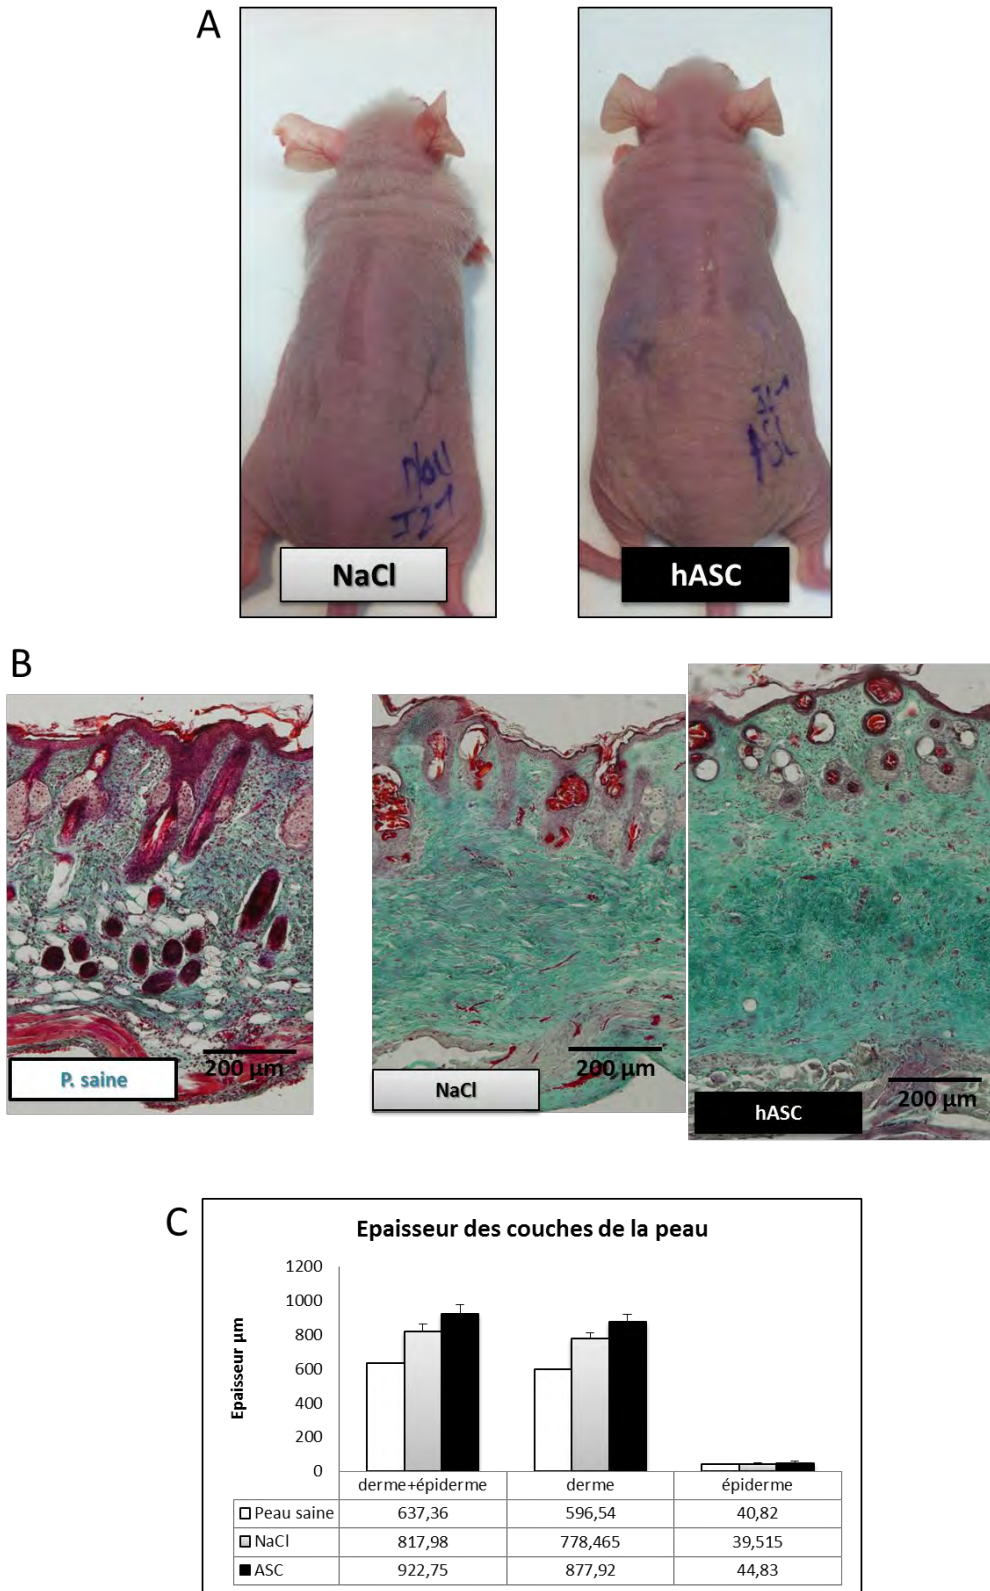 A
NaCl
I21
hASC
ASC
B
P. saine
200 µm
NaCl
200 µm
hASC
200 µm
C
Epaisseur des couches de la peau
Epaisseur µm
1200
1000
800
600
400
200
0
derme+épiderme derme épiderme
Peau saine 637,36 596,54 40,82
NaCl 817,98 778,465 39,515
ASC 922,75 877,92 44,83